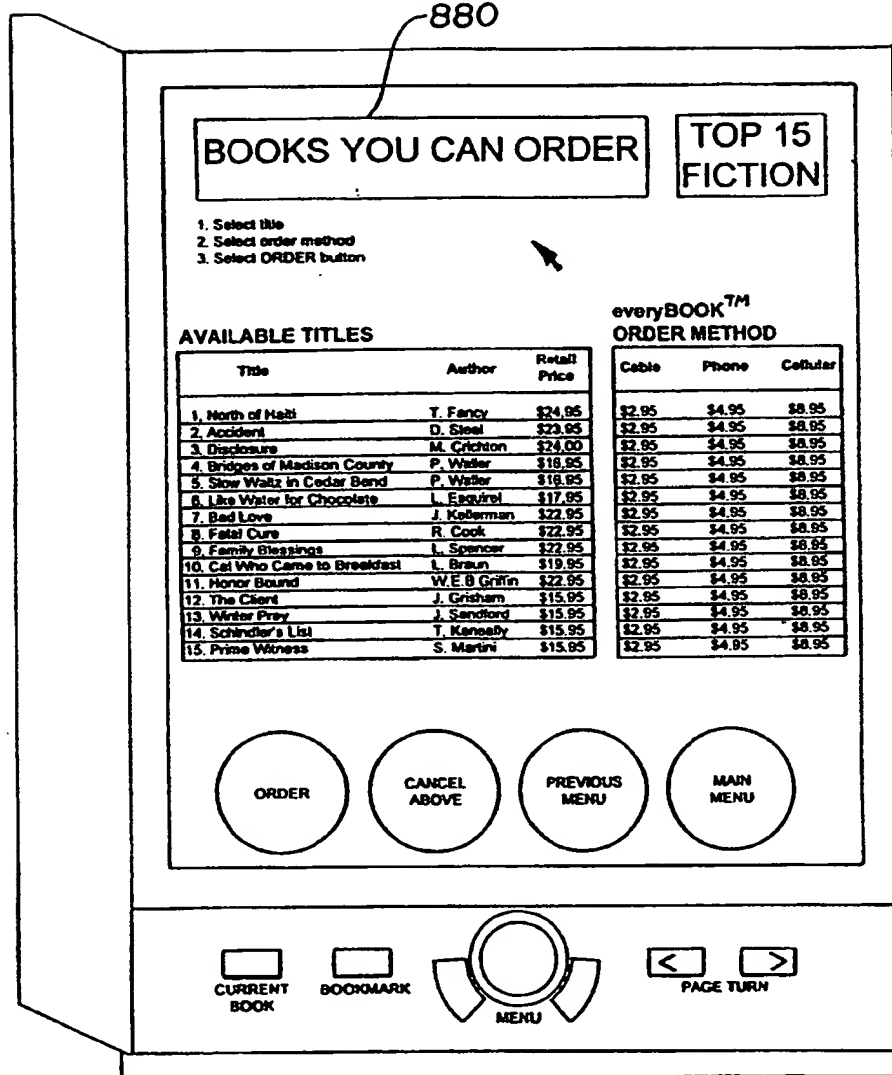 880
BOOKS YOU CAN ORDER
TOP 15
FICTION
1. Select title
2. Select order method
3. Select ORDER button
everyBOOK™
AVAILABLE TITLES
ORDER METHOD
Title Author Retail Price Cable Phone Cellular
1. North of Haiti T. Fancy $24.95 $2.95 $4.95 $8.95
2. Accident D. Steel $23.95 $2.95 $4.95 $8.95
3. Disclosure M. Crichton $24.00 $2.95 $4.95 $8.95
4. Bridges of Madison County P. Waller $16.95 $2.95 $4.95 $8.95
5. Slow Waltz in Cedar Bend P. Waller $16.95 $2.95 $4.95 $8.95
6. Like Water for Chocolate L. Esquirel $17.95 $2.95 $4.95 $8.95
7. Bad Love J. Kellerman $22.95 $2.95 $4.95 $8.95
8. Fatal Cure R. Cook $22.95 $2.95 $4.95 $8.95
9. Family Blessings L. Spencer $22.95 $2.95 $4.95 $8.95
10. Cat Who Came to Breakfast L. Braun $19.95 $2.95 $4.95 $8.95
11. Honor Bound W.E.B Griffin $22.95 $2.95 $4.95 $8.95
12. The Client J. Grisham $15.95 $2.95 $4.95 $8.95
13. Winter Prey J. Sandford $15.95 $2.95 $4.95 $8.95
14. Schindler's List T. Keneally $15.95 $2.95 $4.95 $8.95
15. Prime Witness S. Martini $15.95 $2.95 $4.95 $8.95
ORDER
CANCEL
ABOVE
PREVIOUS
MENU
MAIN
MENU
< >
CURRENT
BOOK
BOOKMARK
MENU
PAGE TURN